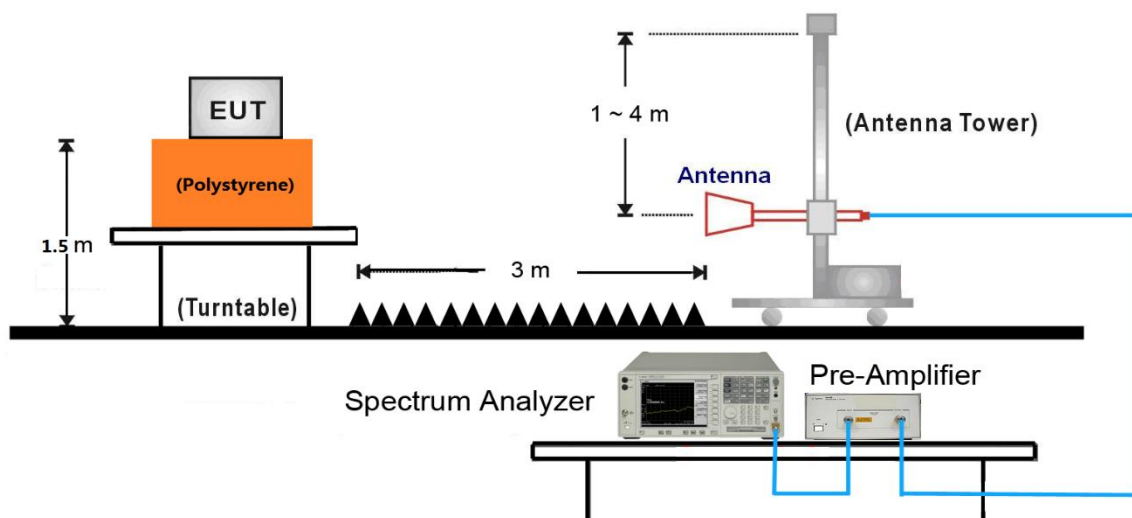 EUT
(Polystyrene)
1.5 m
(Turntable)
3 m
1 ~ 4 m
(Antenna Tower)
Antenna
Spectrum Analyzer
Pre-Amplifier